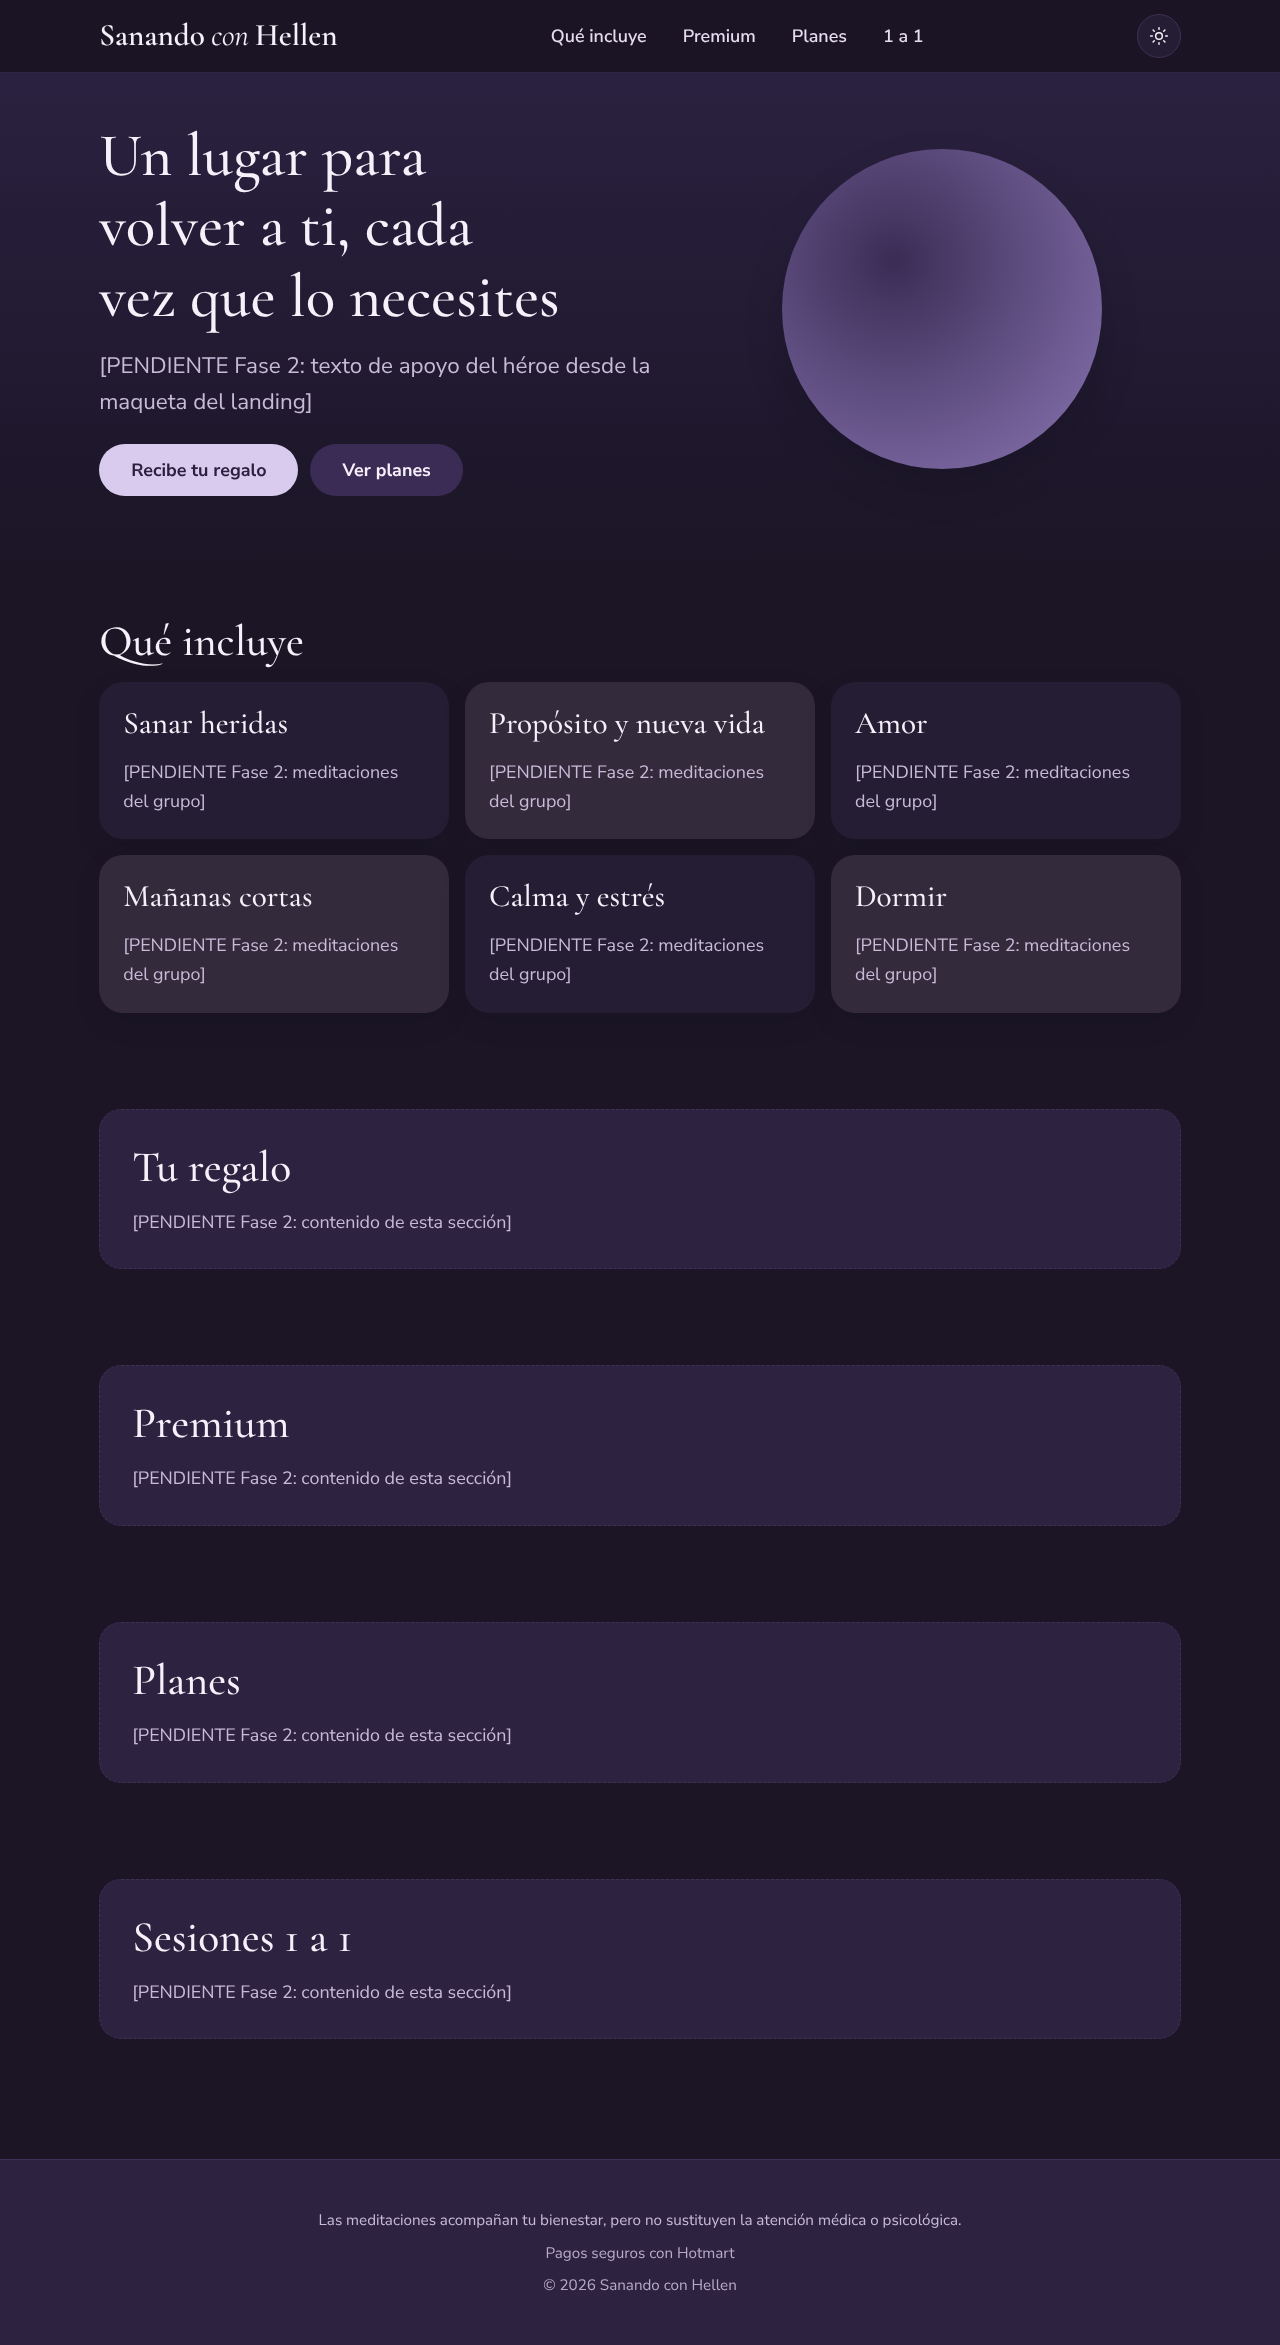 Sanando con Hellen
Qué incluye
Premium
Planes
1 a 1
Un lugar para
volver a ti, cada
vez que lo necesites
[PENDIENTE Fase 2: texto de apoyo del héroe desde la
maqueta del landing]
Recibe tu regalo
Ver planes
Qué incluye
Sanar heridas
[PENDIENTE Fase 2: meditaciones
del grupo]
Propósito y nueva vida
[PENDIENTE Fase 2: meditaciones
del grupo]
Amor
[PENDIENTE Fase 2: meditaciones
del grupo]
Mañanas cortas
[PENDIENTE Fase 2: meditaciones
del grupo]
Calma y estrés
[PENDIENTE Fase 2: meditaciones
del grupo]
Dormir
[PENDIENTE Fase 2: meditaciones
del grupo]
Tu regalo
[PENDIENTE Fase 2: contenido de esta sección]
Premium
[PENDIENTE Fase 2: contenido de esta sección]
Planes
[PENDIENTE Fase 2: contenido de esta sección]
Sesiones 1 a 1
[PENDIENTE Fase 2: contenido de esta sección]
Las meditaciones acompañan tu bienestar, pero no sustituyen la atención médica o psicológica.
Pagos seguros con Hotmart
© 2026 Sanando con Hellen